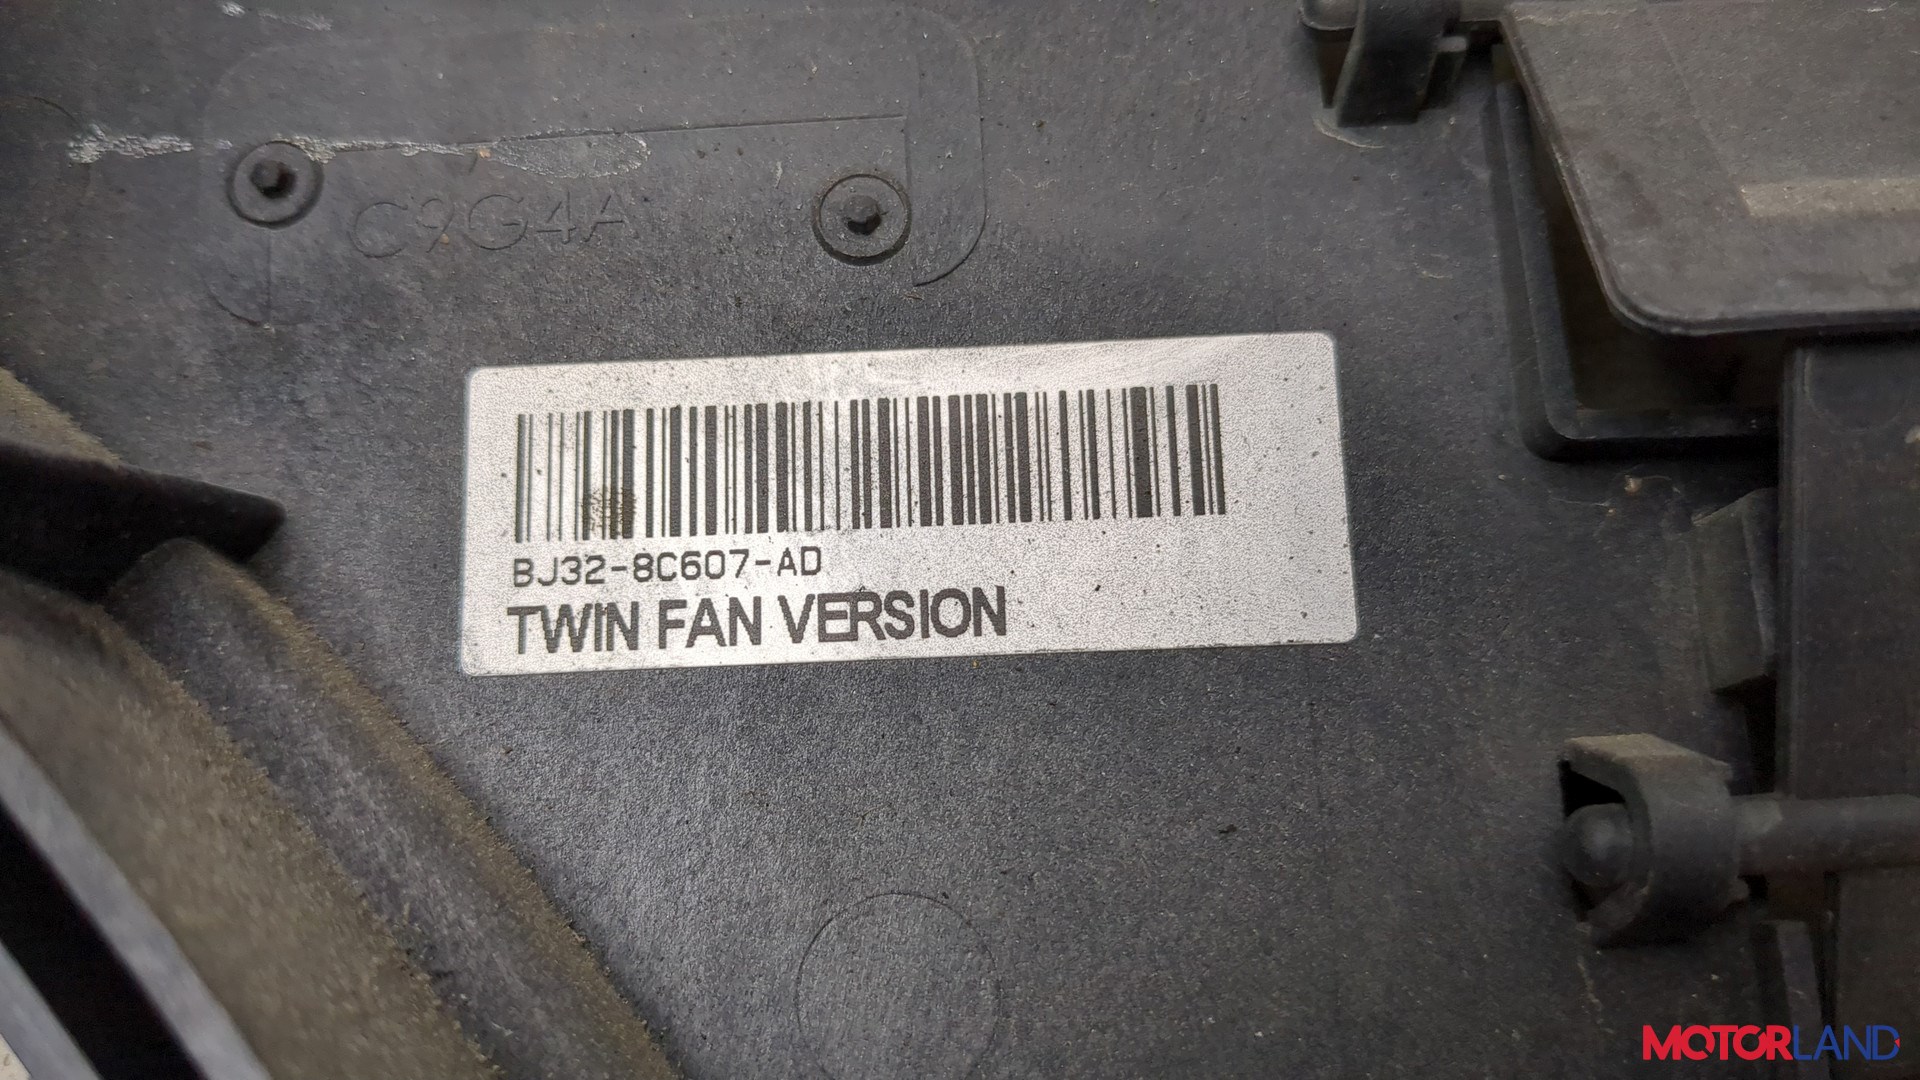 C9G4A
BJ32-8C607-AD
TWIN FAN VERSION
MOTORLAND